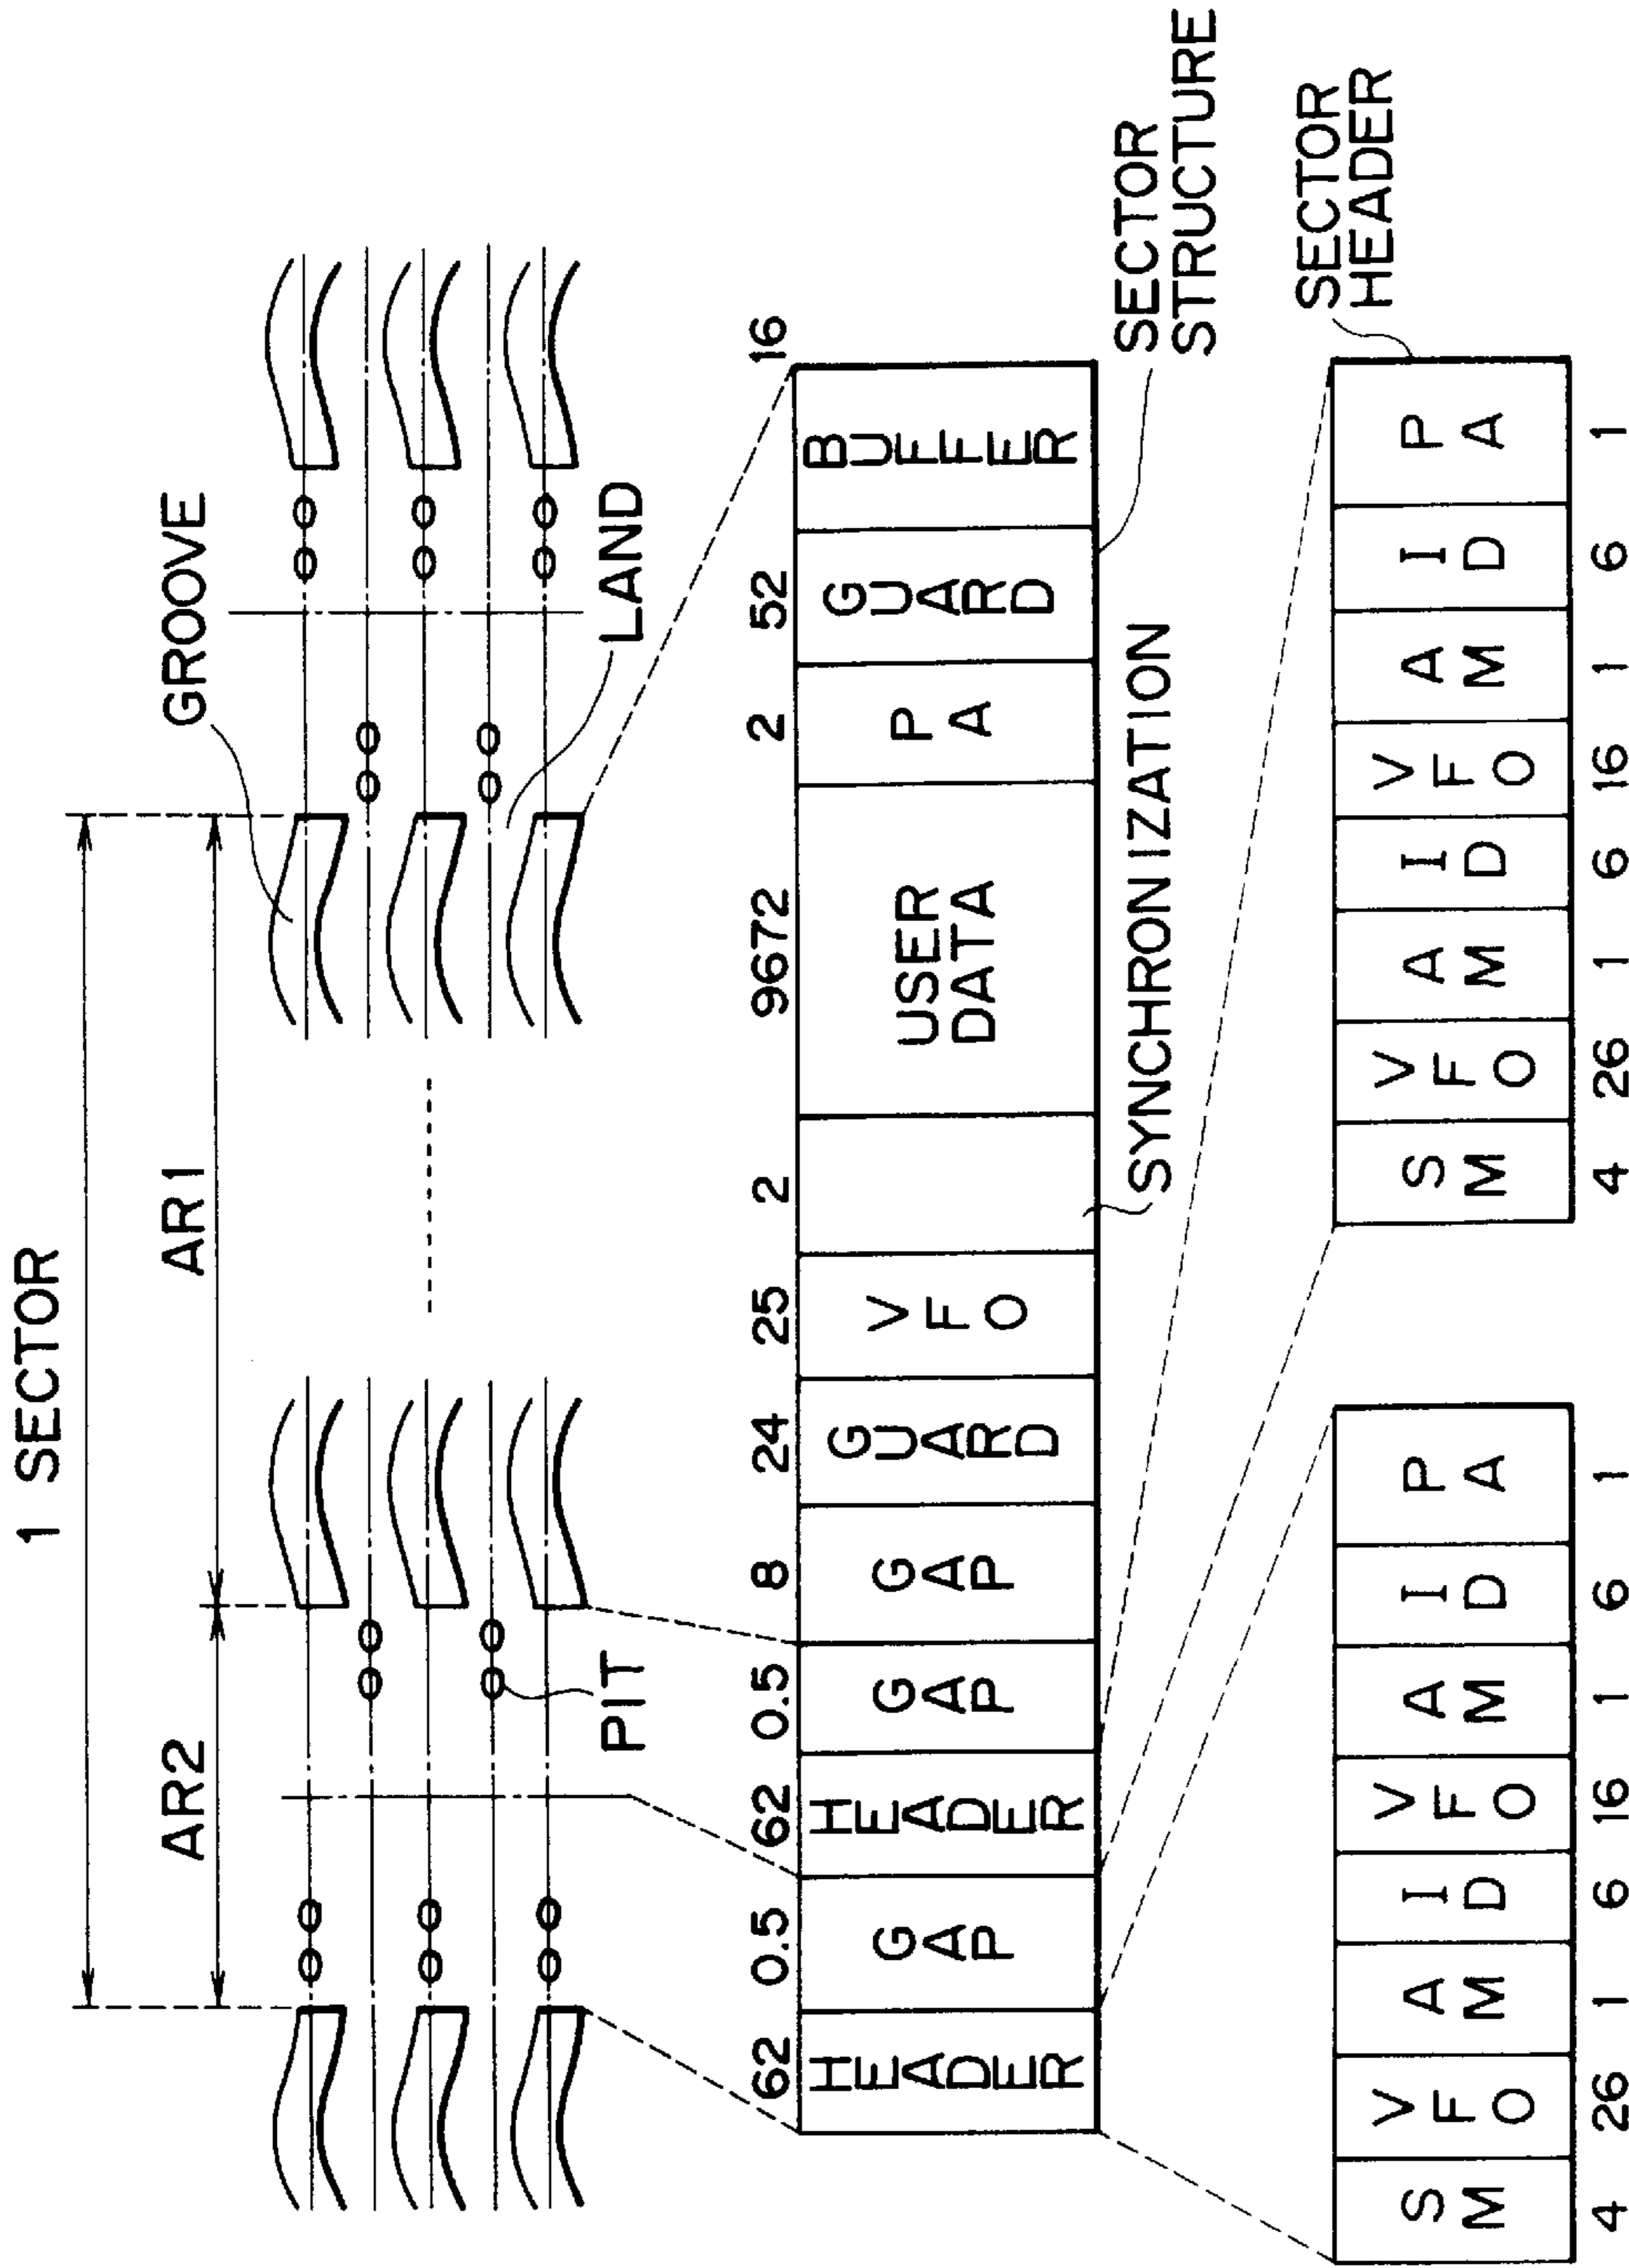 1 SECTOR
AR2
AR1
GROOVE
PIT
LAND
62
0.5
62
0.5
8
24
25
2
9672
2
52
16
HEADER
GAP
HEADER
GAP
GAP
GUARD
VFO
USER
DATA
PA
GUARD
BUFFER
SYNCHRONIZATION
SECTOR
STRUCTURE
SECTOR
HEADER
SM
VFO
AM
ID
VFO
AM
ID
PA
4
26
1
6
16
1
6
1
SM
VFO
AM
ID
VFO
AM
ID
PA
4
26
1
6
16
1
6
1